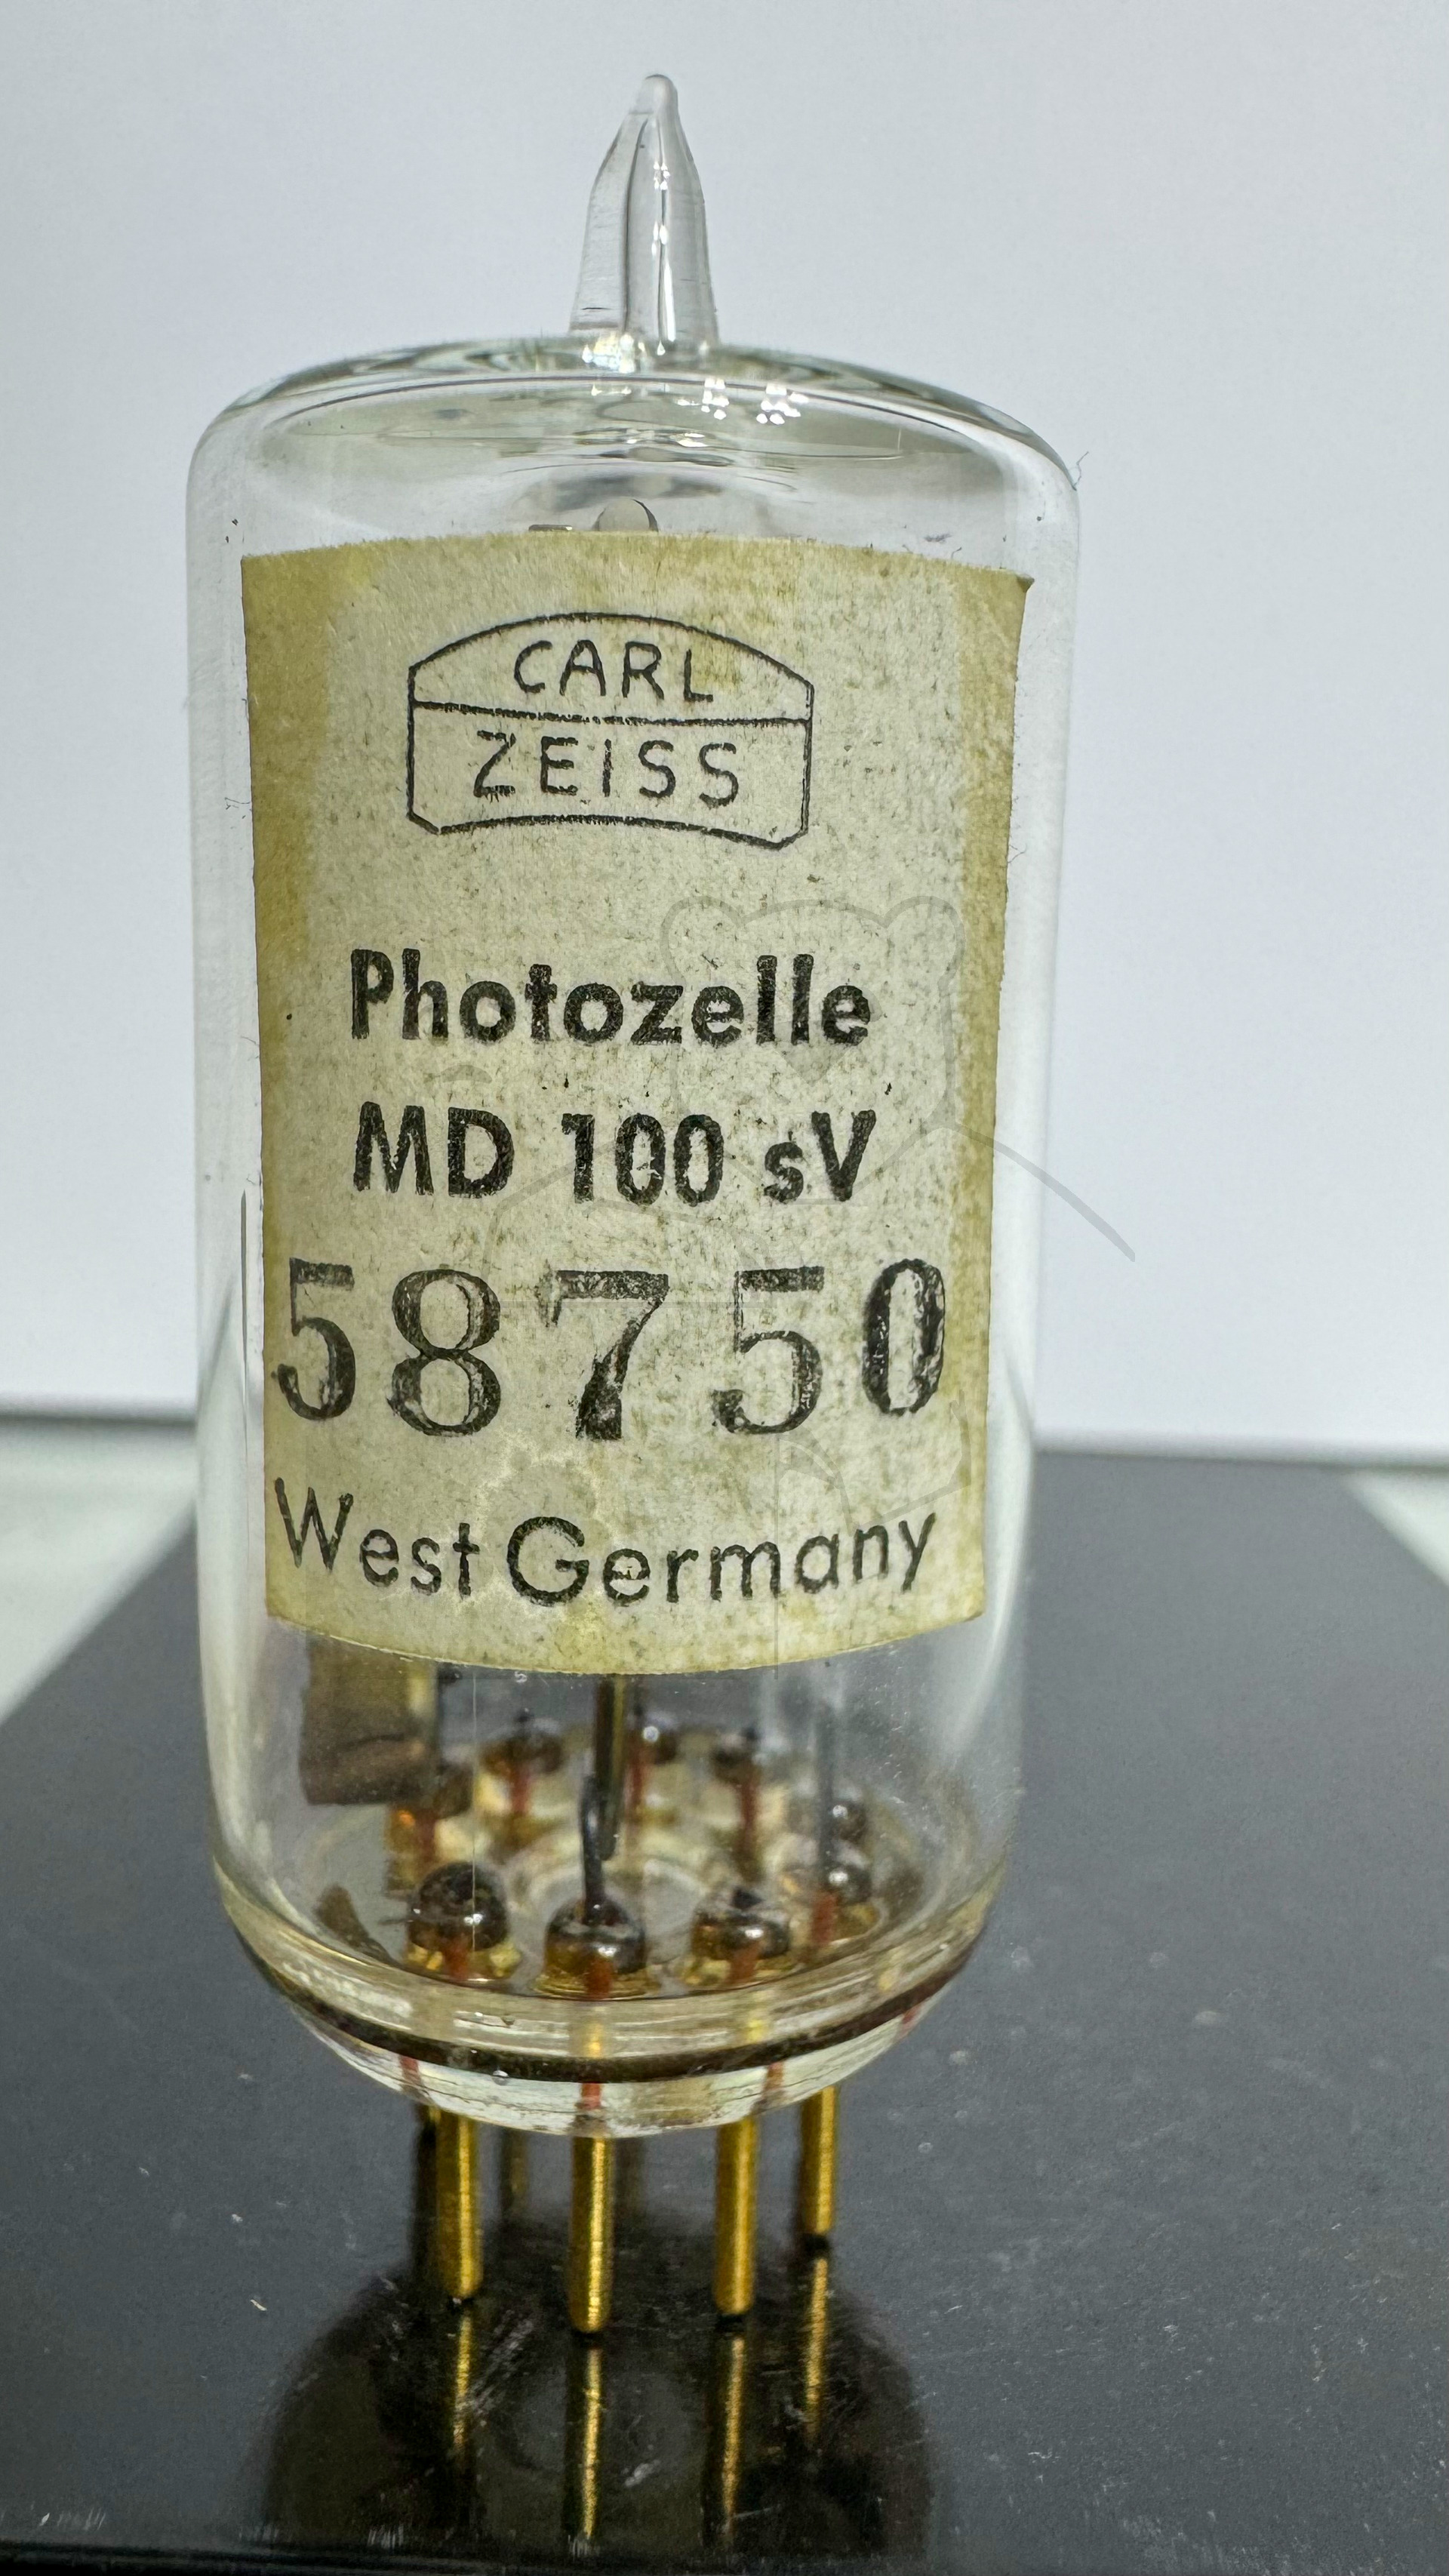 CARL
ZEISS
Photozelle
MD 100 sV
58750
West Germany